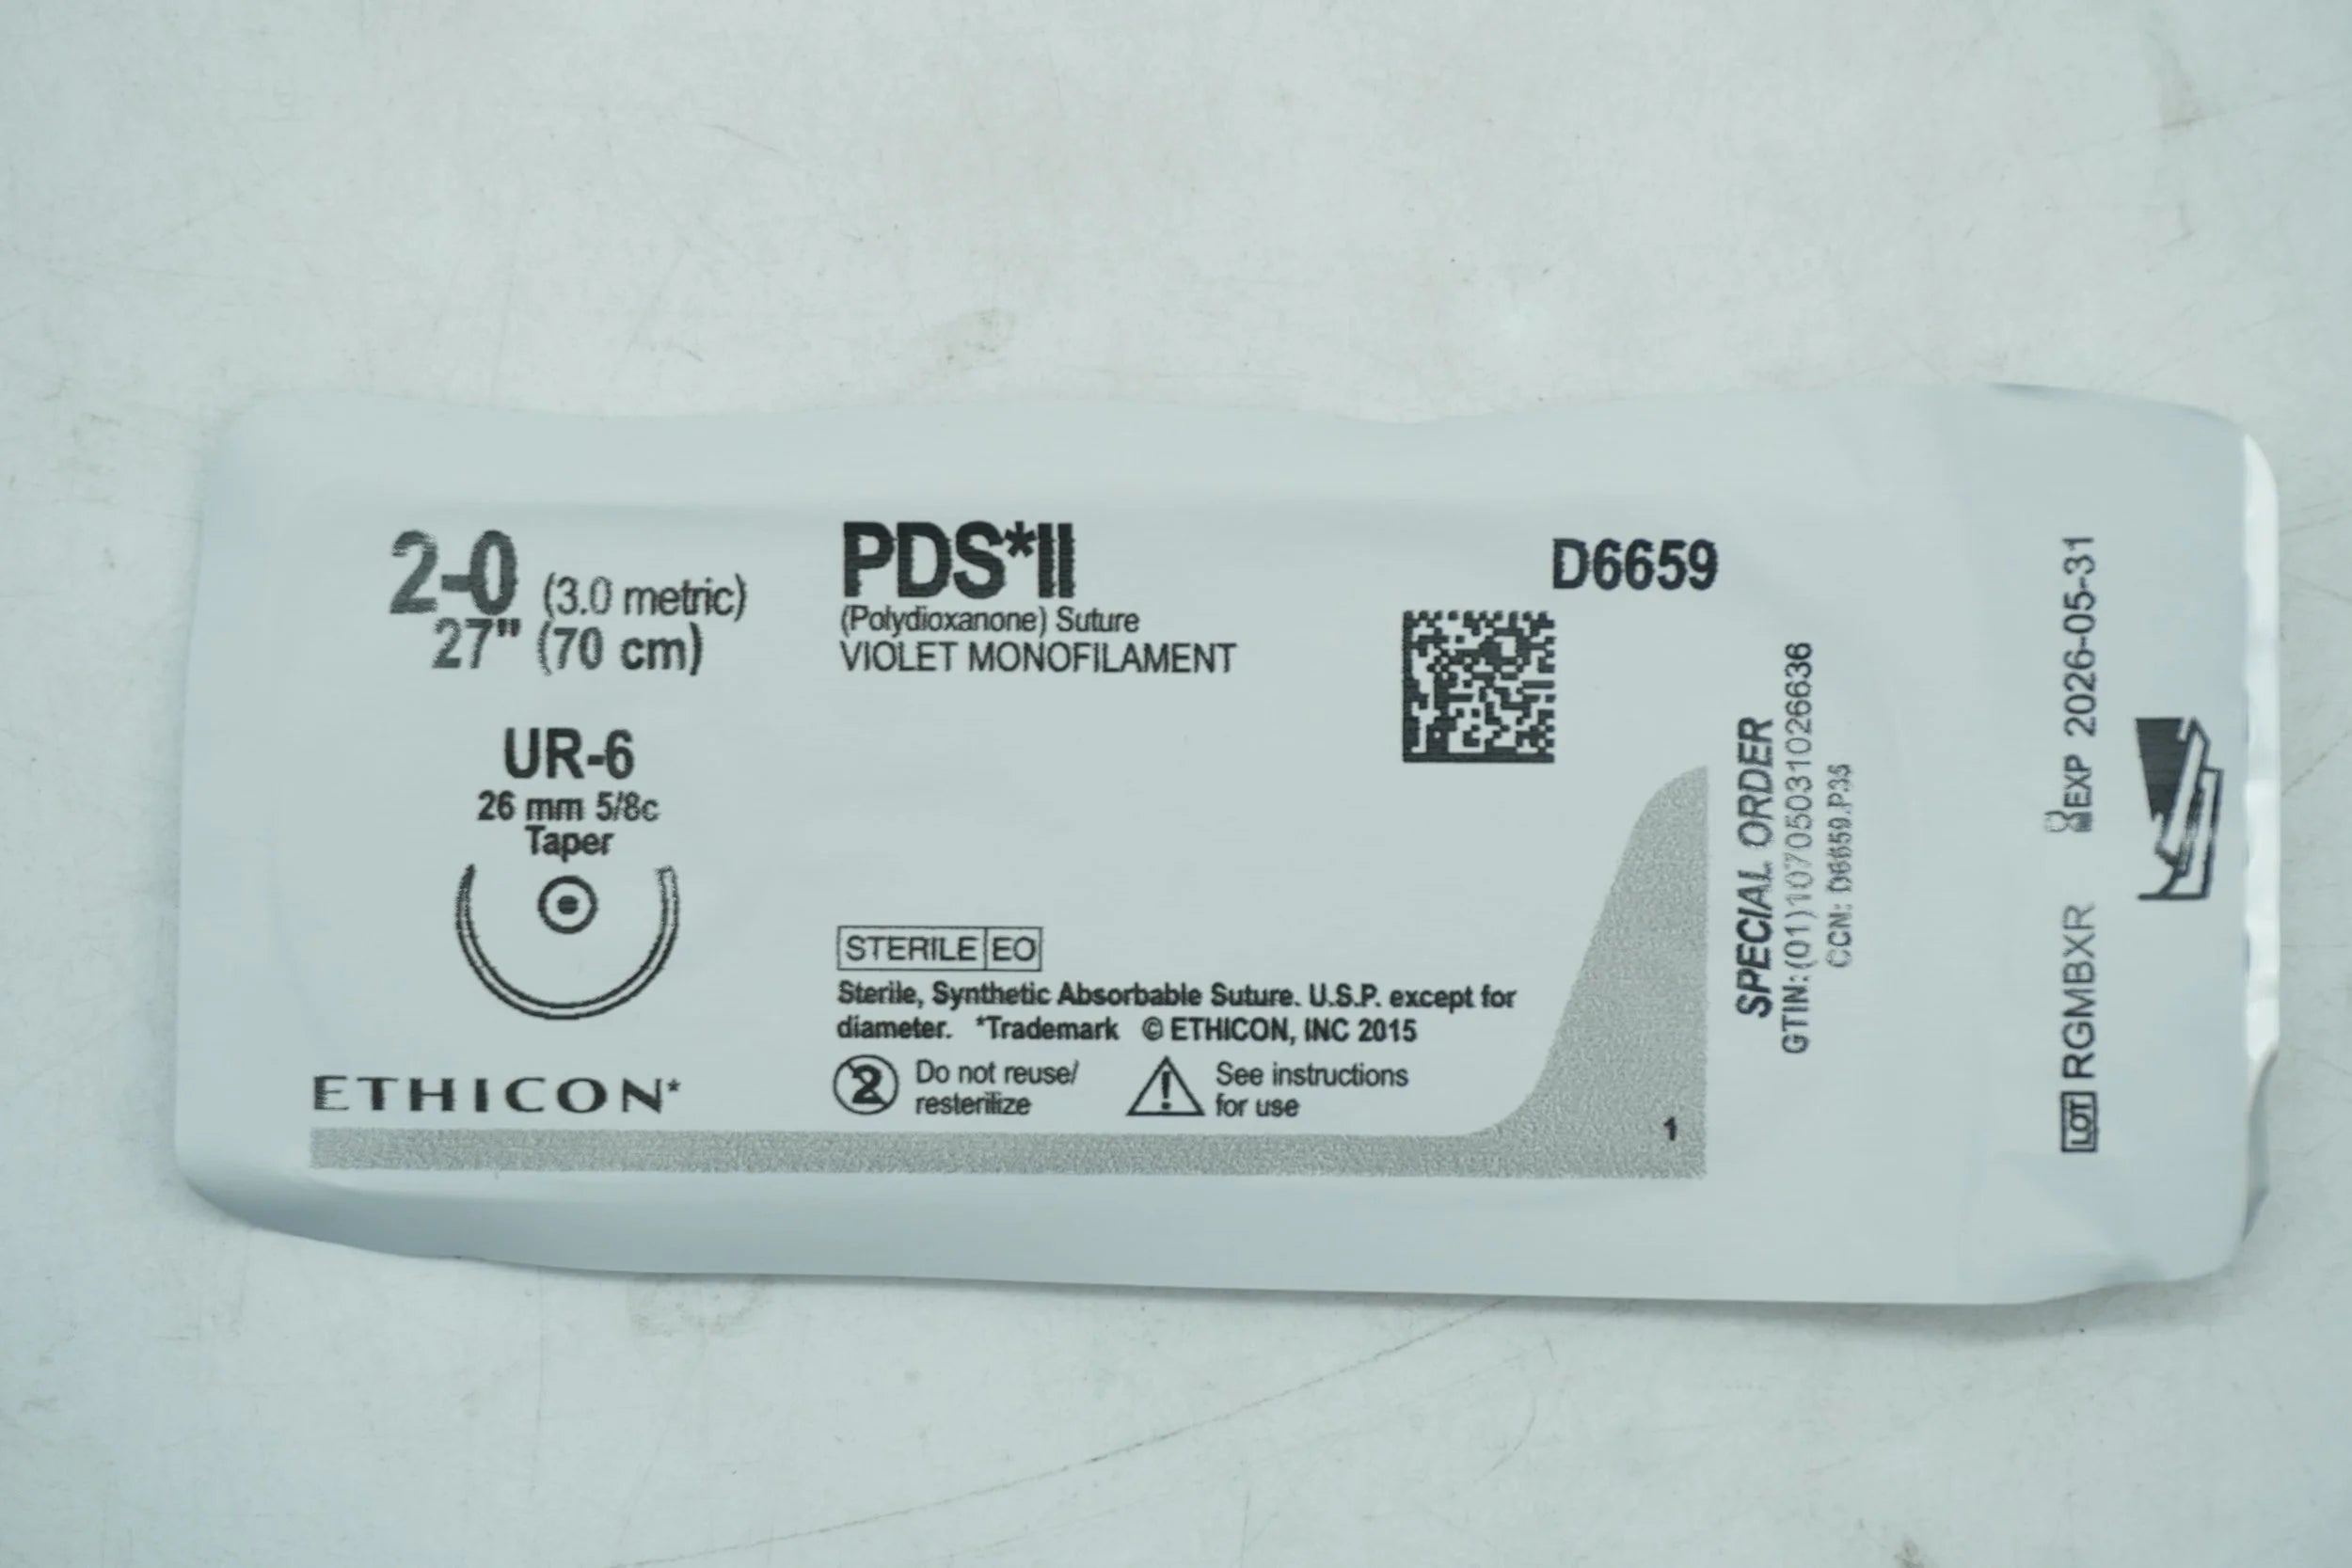 2-0 (3.0 metric)
27" (70 cm)
UR-6
26 mm 5/8c
Taper
ETHICON*
PDS*II
(Polydioxanone) Suture
VIOLET MONOFILAMENT
STERILE EO
Sterile, Synthetic Absorbable Suture. U.S.P. except for
diameter. *Trademark © ETHICON, INC 2015
2 Do not reuse/
resterilize
! See instructions
for use
D6659
1
SPECIAL ORDER
GTIN:(01)10705031026636
CCN: D6659.P36
LOT RGMBXR EXP 2026-05-31